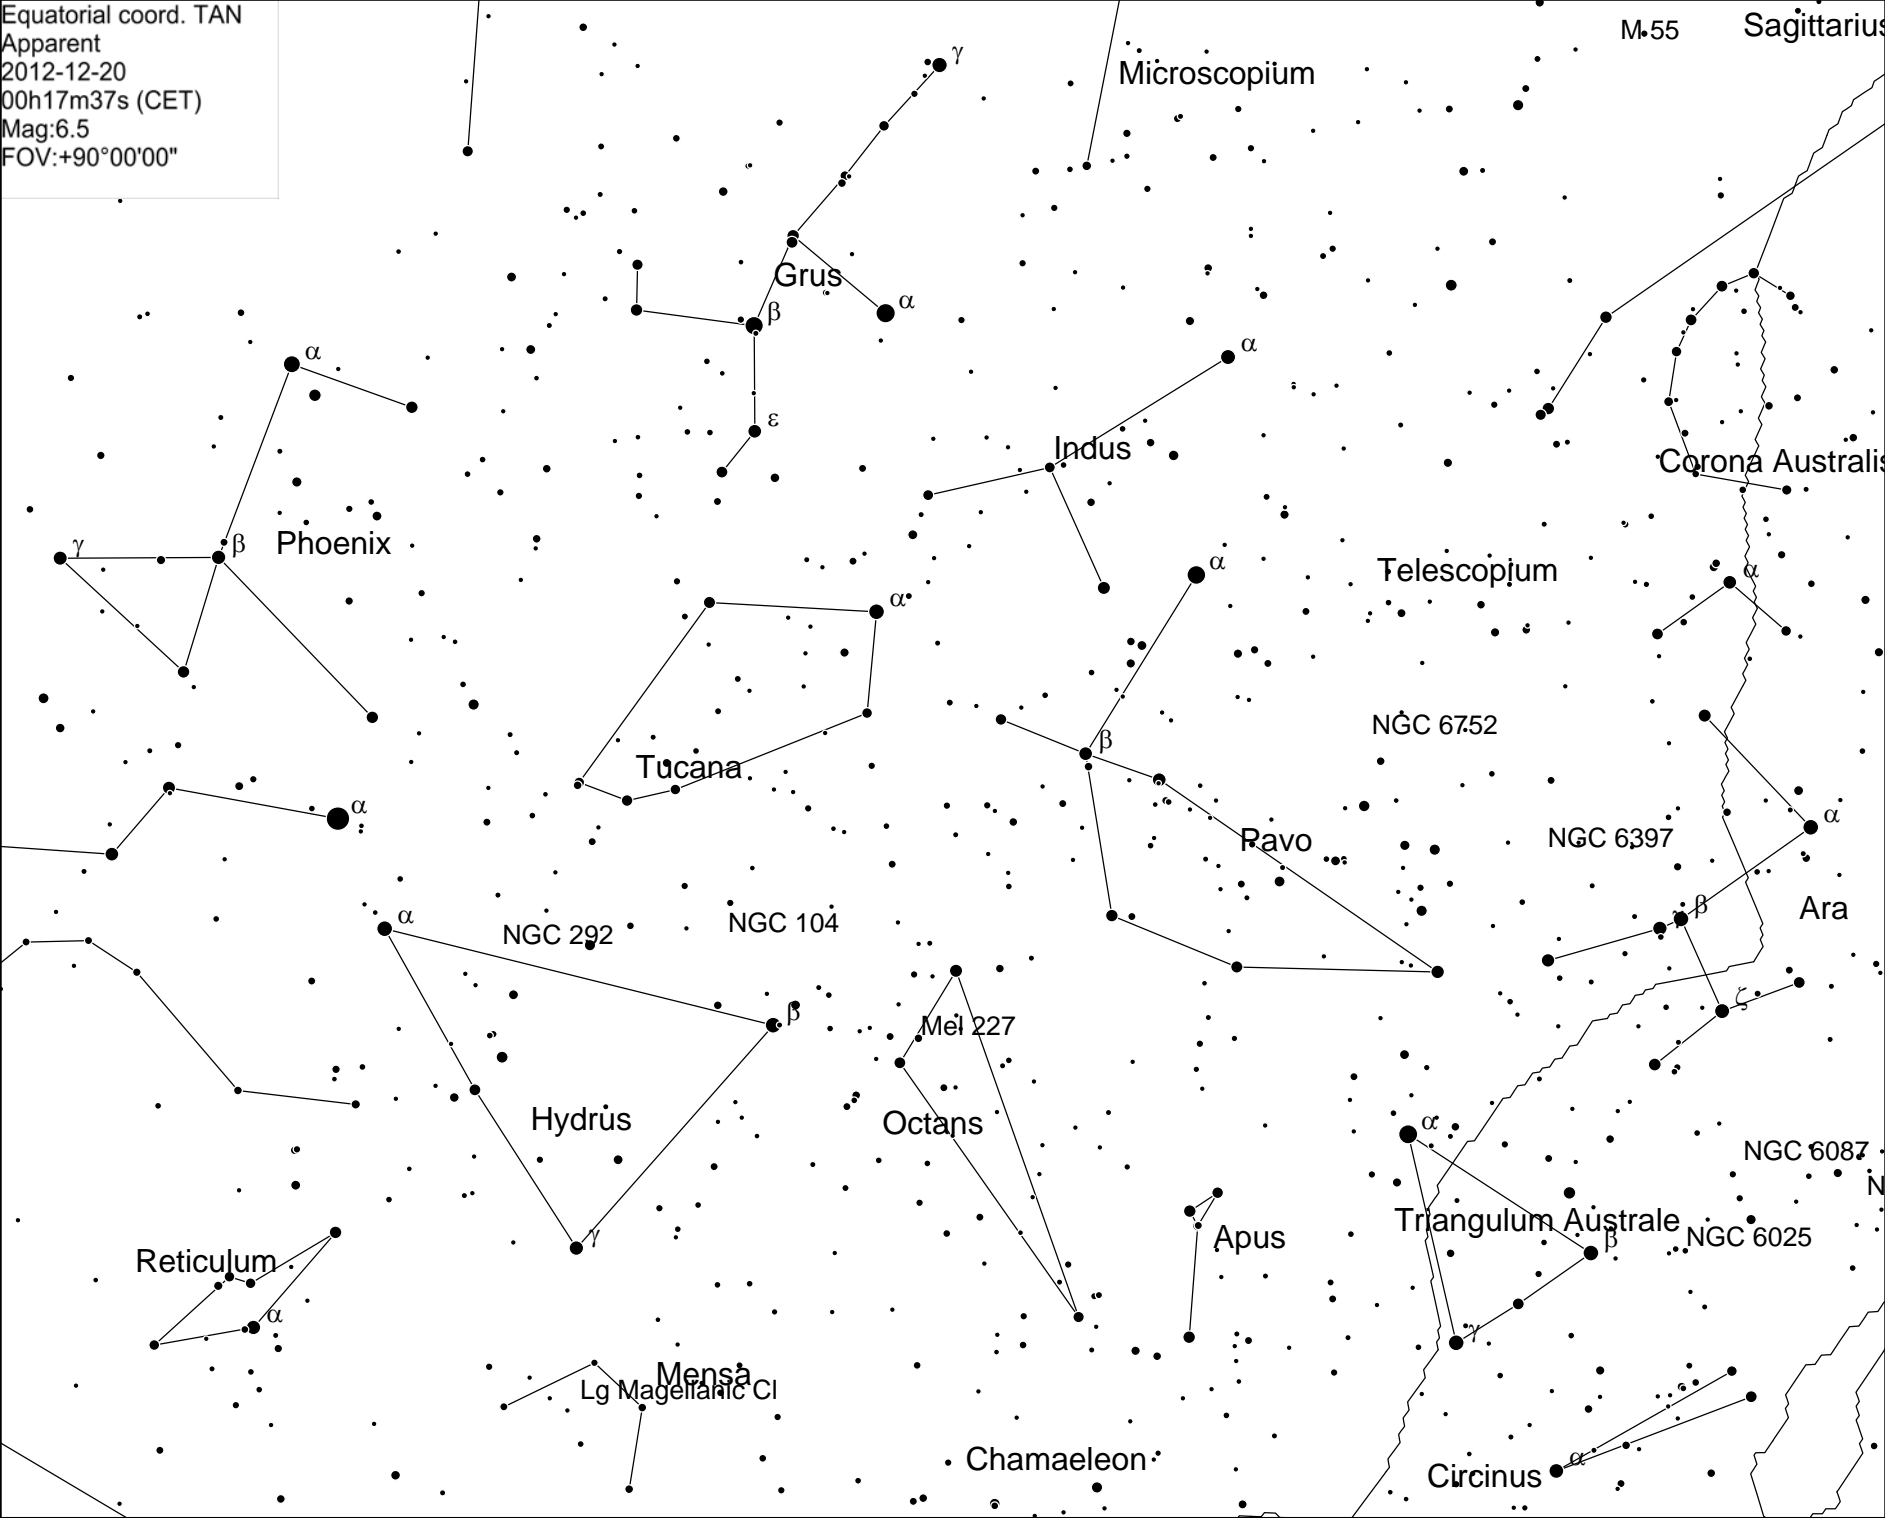 Equatorial coord. TAN
Apparent
2012-12-20
00h17m37s (CET)
Mag:6.5
FOV:+90°00'00"
M 55
Sagittarius
γ
Microscopium
Grus
α
β
α
α
ε
Indus
Corona Australis
Phoenix
γ
β
α
Telescopium
α
α
NGC 6752
β
Tucana
α
α
Pavo
NGC 6397
β
Ara
α
NGC 292
NGC 104
ζ
β
Mel 227
Hydrus
Octans
α
NGC 6087
N
Triangulum Australe
β
NGC 6025
Apus
γ
Reticulum
α
γ
Mensa
Lg Magellanic Cl
Chamaeleon
α
Circinus